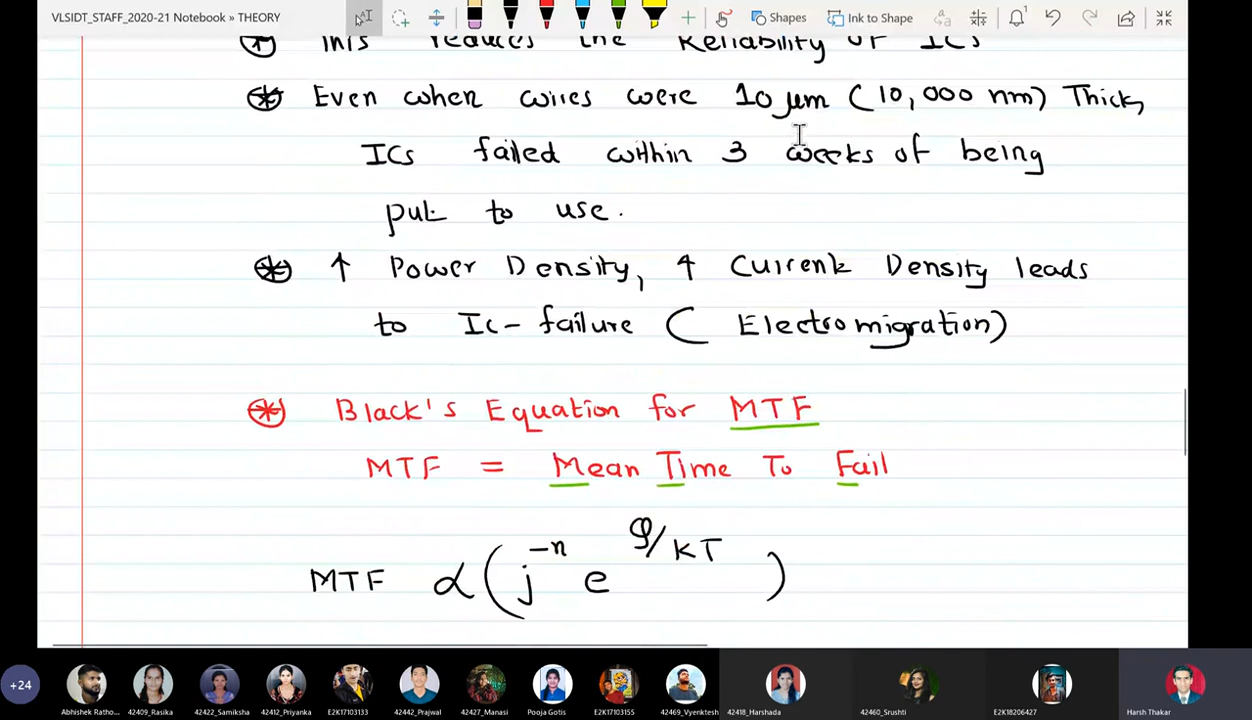 VLSIDT_STAFF_2020-21 Notebook » THEORY
Shapes
Ink to Shape
This reduces the Reliability of ICs
Even when wires were 10 μm (10,000 nm) Thick,
ICs failed within 3 weeks of being
put to use.
↑ Power Density, ↑ Current Density leads
to Ic-failure (Electromigration)
Black's Equation for MTF
MTF = Mean Time To Fail
MTF ∝ (j^-n e^φ/KT)
+24
Abhishek Ratho...
42409_Rasika
42422_Samiksha
42412_Priyanka
E2K17103133
42442_Prajwal
42427_Manasi
Pooja Gotis
E2K17103155
42469_Vyenktesh
42418_Harshada
42460_Srushti
E2K18206427
Harsh Thakar